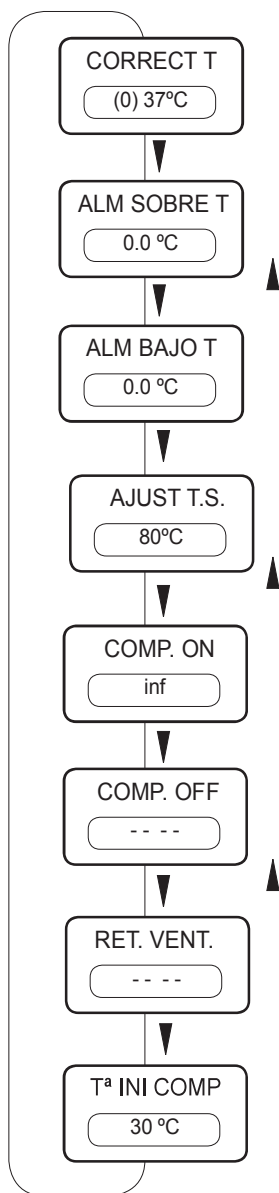 CORRECT T
(0) 37ºC
ALM SOBRE T
0.0 ºC
ALM BAJO T
0.0 ºC
AJUST T.S.
80ºC
COMP. ON
inf
COMP. OFF
-- --
RET. VENT.
-- --
Tª INI COMP
30 ºC